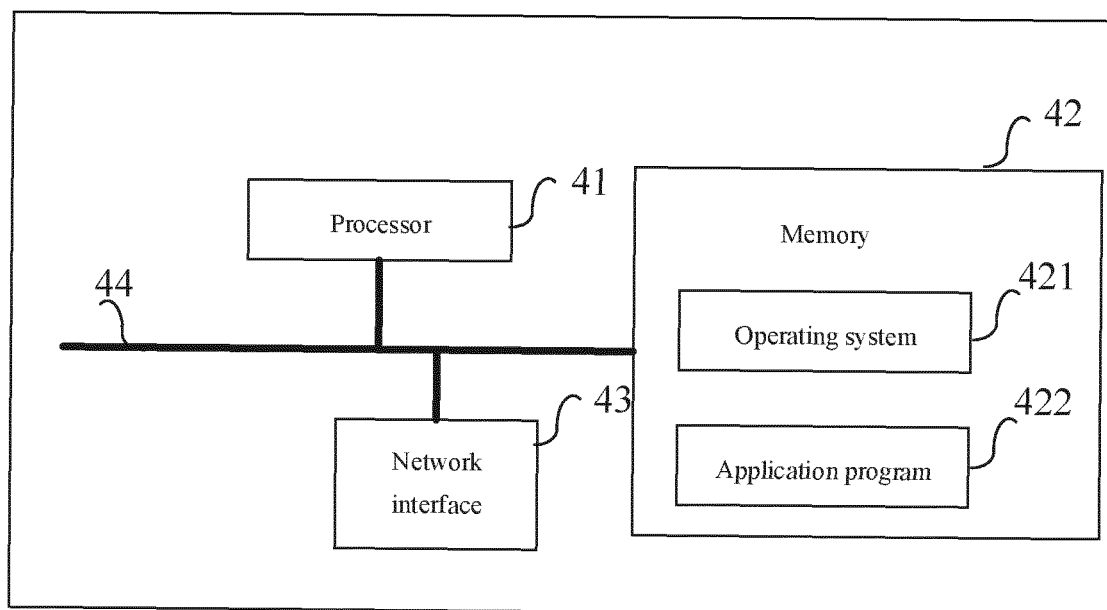 42
41
Processor
Memory
44
421
Operating system
43
422
Network
interface
Application program